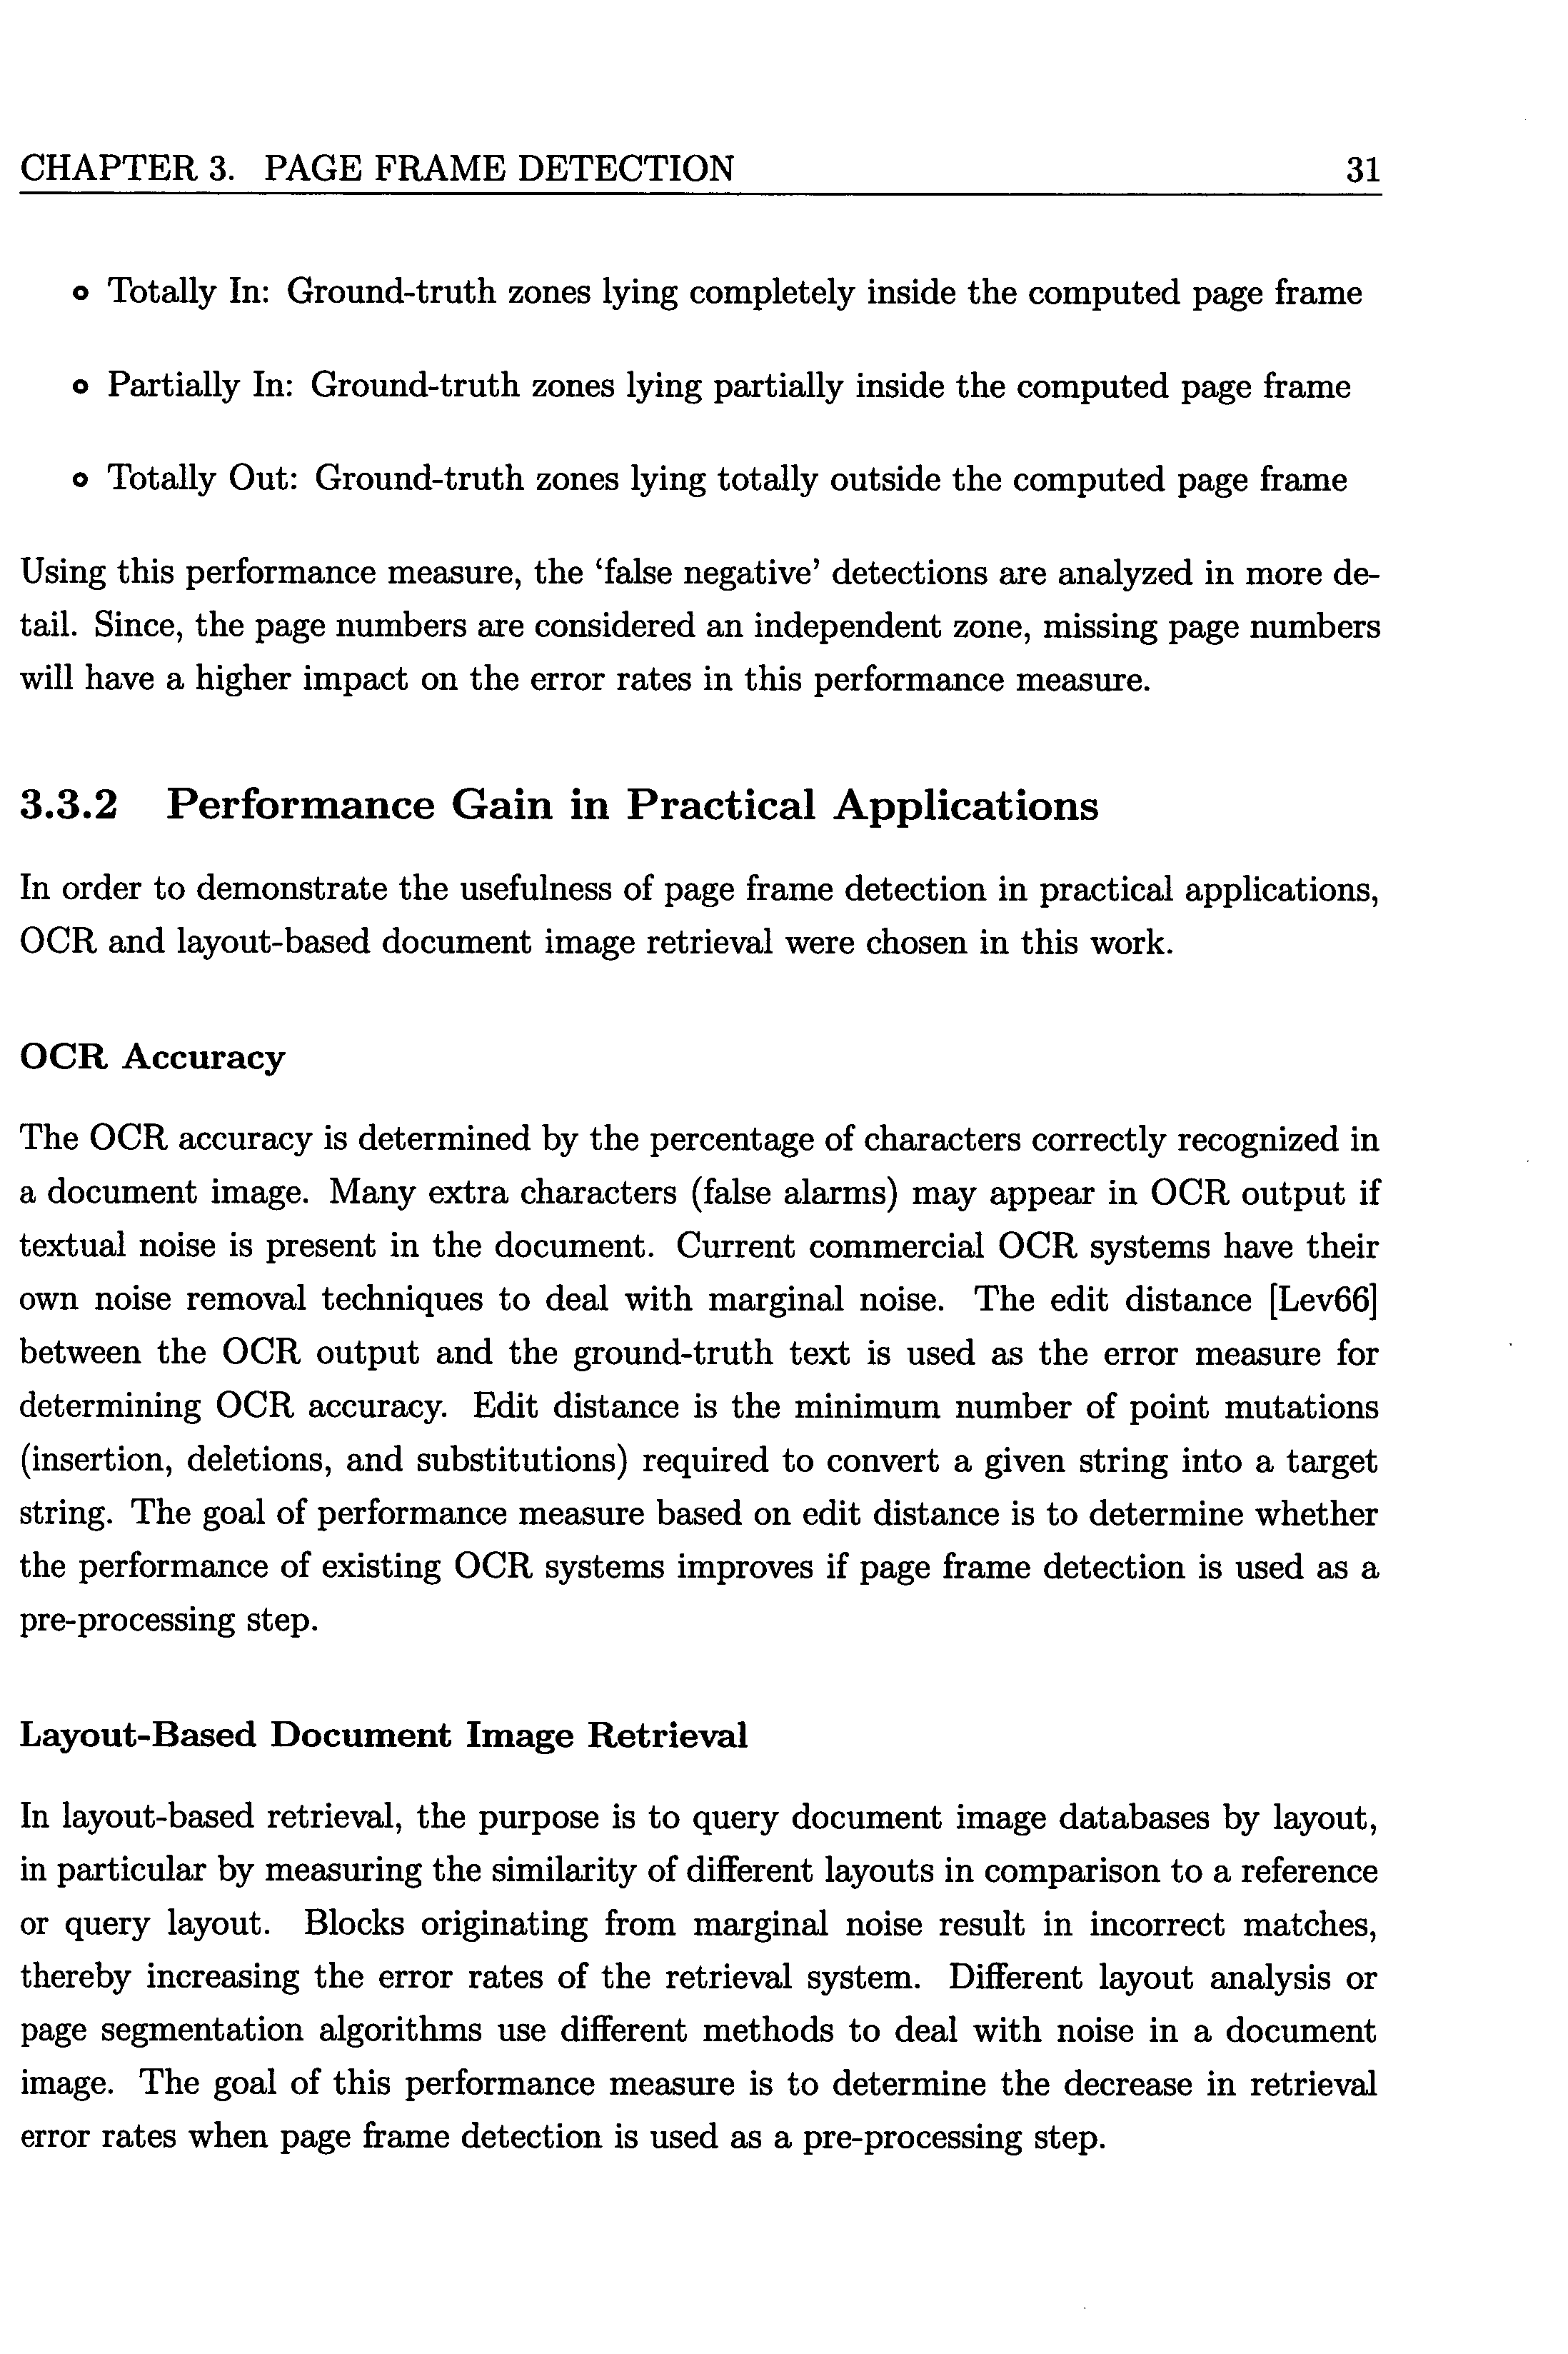 CHAPTER 3. PAGE FRAME DETECTION 31
o Totally In: Ground-truth zones lying completely inside the computed page frame
o Partially In: Ground-truth zones lying partially inside the computed page frame
o Totally Out: Ground-truth zones lying totally outside the computed page frame
Using this performance measure, the ‘false negative’ detections are analyzed in more de-
tail. Since, the page numbers are considered an independent zone, missing page numbers
will have a higher impact on the error rates in this performance measure.
3.3.2 Performance Gain in Practical Applications
In order to demonstrate the usefulness of page frame detection in practical applications,
OCR and layout-based document image retrieval were chosen in this work.
OCR Accuracy
The OCR accuracy is determined by the percentage of characters correctly recognized in
a document image. Many extra characters (false alarms) may appear in OCR output if
textual noise is present in the document. Current commercial OCR systems have their
own noise removal techniques to deal with marginal noise. The edit distance [Lev66]
between the OCR output and the ground-truth text is used as the error measure for
determining OCR accuracy. Edit distance is the minimum number of point mutations
(insertion, deletions, and substitutions) required to convert a given string into a target
string. The goal of performance measure based on edit distance is to determine whether
the performance of existing OCR systems improves if page frame detection is used as a
pre-processing step.
Layout-Based Document Image Retrieval
In layout-based retrieval, the purpose is to query document image databases by layout,
in particular by measuring the similarity of different layouts in comparison to a reference
or query layout. Blocks originating from marginal noise result in incorrect matches,
thereby increasing the error rates of the retrieval system. Different layout analysis or
page segmentation algorithms use different methods to deal with noise in a document
image. The goal of this performance measure is to determine the decrease in retrieval
error rates when page frame detection is used as a pre-processing step.